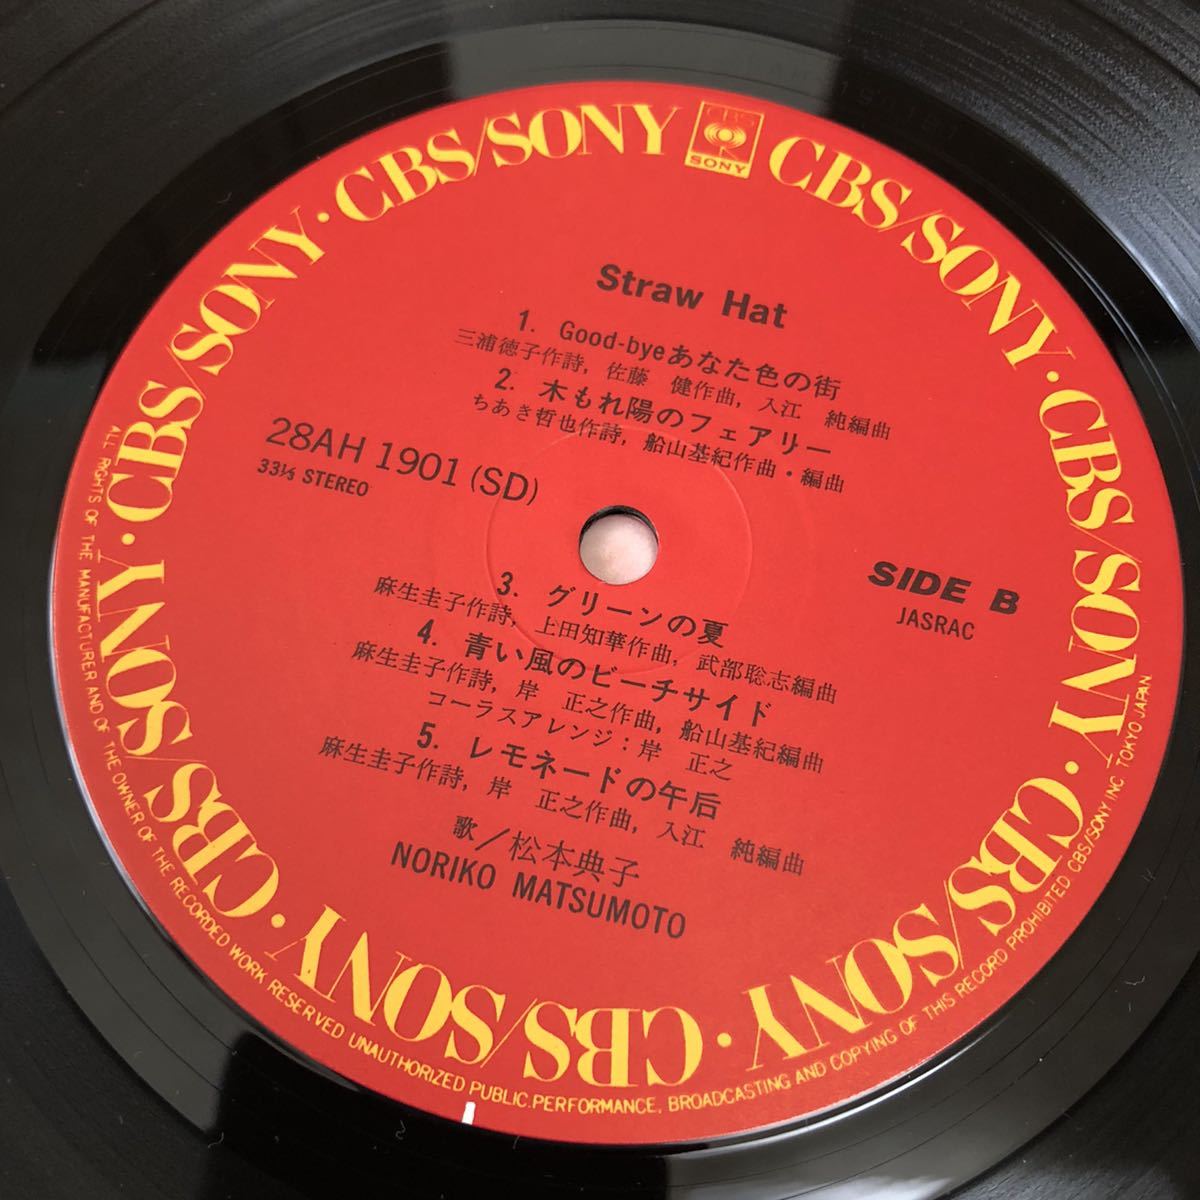 CBS
SONY
CBS/SONY · CBS/SONY · CBS/SONY · CBS/SONY · CBS/SONY · CBS/SONY · CBS/SONY · CBS/SONY ·
Straw Hat
1. Good-byeあなた色の街
三浦徳子作詩, 佐藤 健作曲, 入江 純編曲
2. 木もれ陽のフェアリー
ちあき哲也作詩, 船山基紀作曲・編曲
28AH 1901 (SD)
33⅓ STEREO
SIDE B
JASRAC
3. グリーンの夏
麻生圭子作詩, 上田知華作曲, 武部聡志編曲
4. 青い風のビーチサイド
麻生圭子作詩, 岸 正之作曲, 船山基紀編曲
コーラスアレンジ: 岸 正之
5. レモネードの午后
麻生圭子作詩, 岸 正之作曲, 入江 純編曲
歌／松本典子
NORIKO MATSUMOTO
ALL RIGHTS OF THE MANUFACTURER AND OF THE OWNER OF THE RECORDED WORK RESERVED UNAUTHORIZED PUBLIC PERFORMANCE, BROADCASTING AND COPYING OF THIS RECORD PROHIBITED CBS/SONY INC. TOKYO JAPAN